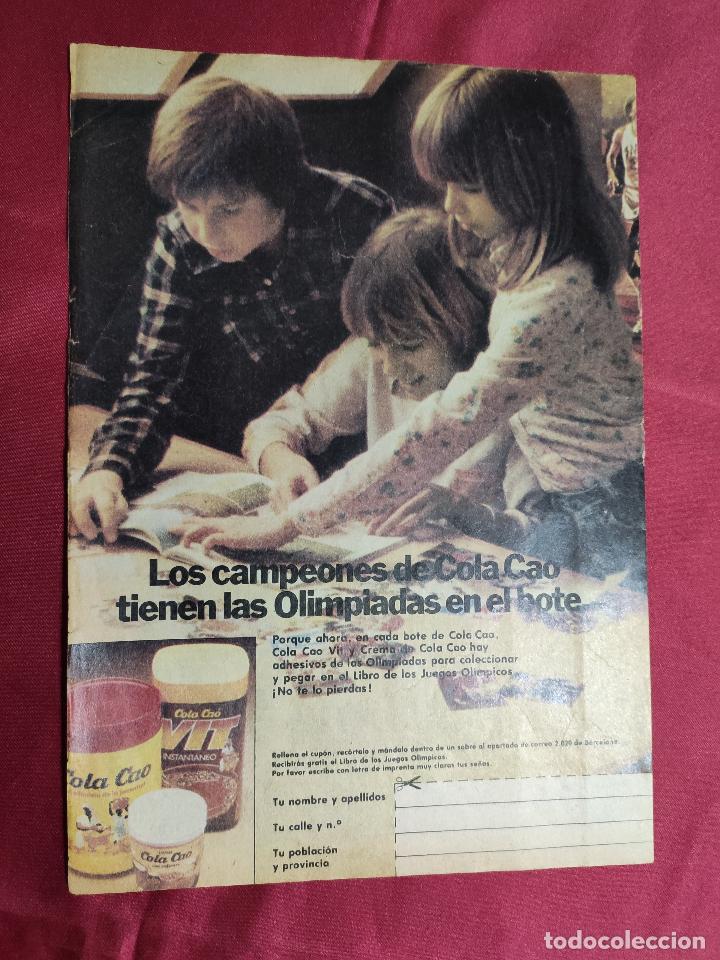 Los campeones de Cola Cao
tienen las Olimpiadas en el bote
Porque ahora, en cada bote de Cola Cao,
Cola Cao Vit y Crema de Cola Cao hay
adhesivos de las Olimpiadas para coleccionar
y pegar en el Libro de los Juegos Olímpicos.
¡No te lo pierdas!
Rellena el cupón, recórtalo y mándalo dentro de un sobre al apartado de correo 2.020 de Barcelona.
Recibirás gratis el Libro de los Juegos Olímpicos.
Por favor escribe con letra de imprenta muy claras tus señas.
Tu nombre y apellidos
Tu calle y n.º
Tu población
y provincia
Cola Cao
VIT
INSTANTANEO
Cola Cao
Cola Cao
todocoleccion.net